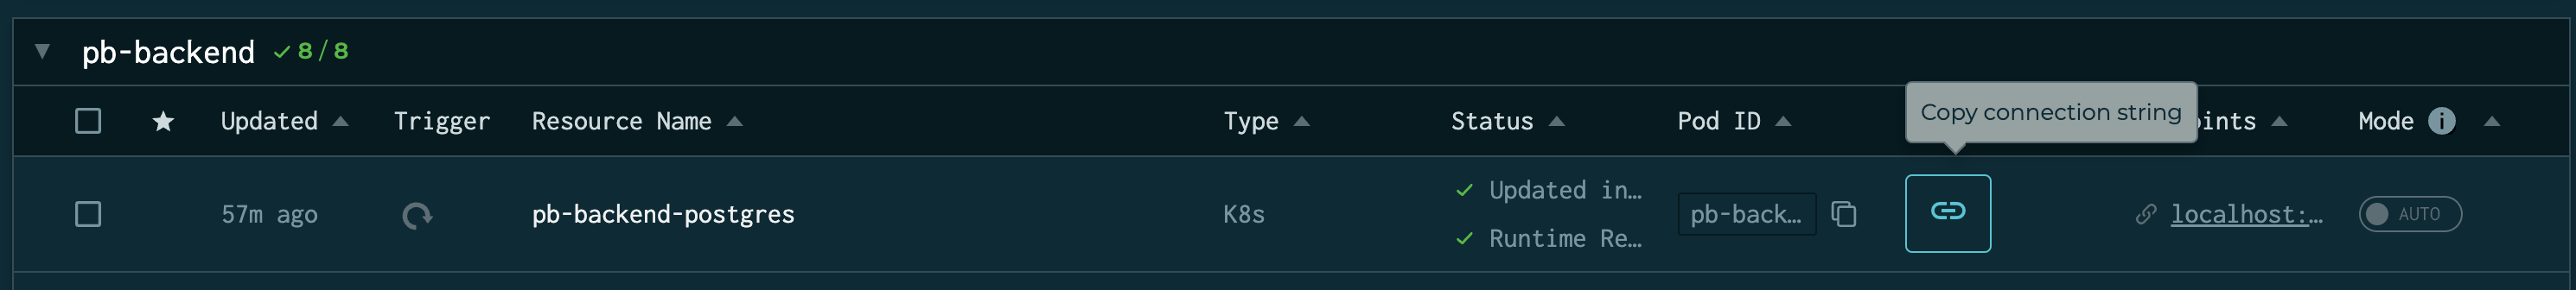 pb-backend 8/8
Updated Trigger Resource Name Type Status Pod ID Copy connection string ints Mode i
57m ago pb-backend-postgres K8s Updated in… pb-back… localhost:… AUTO
Runtime Re…